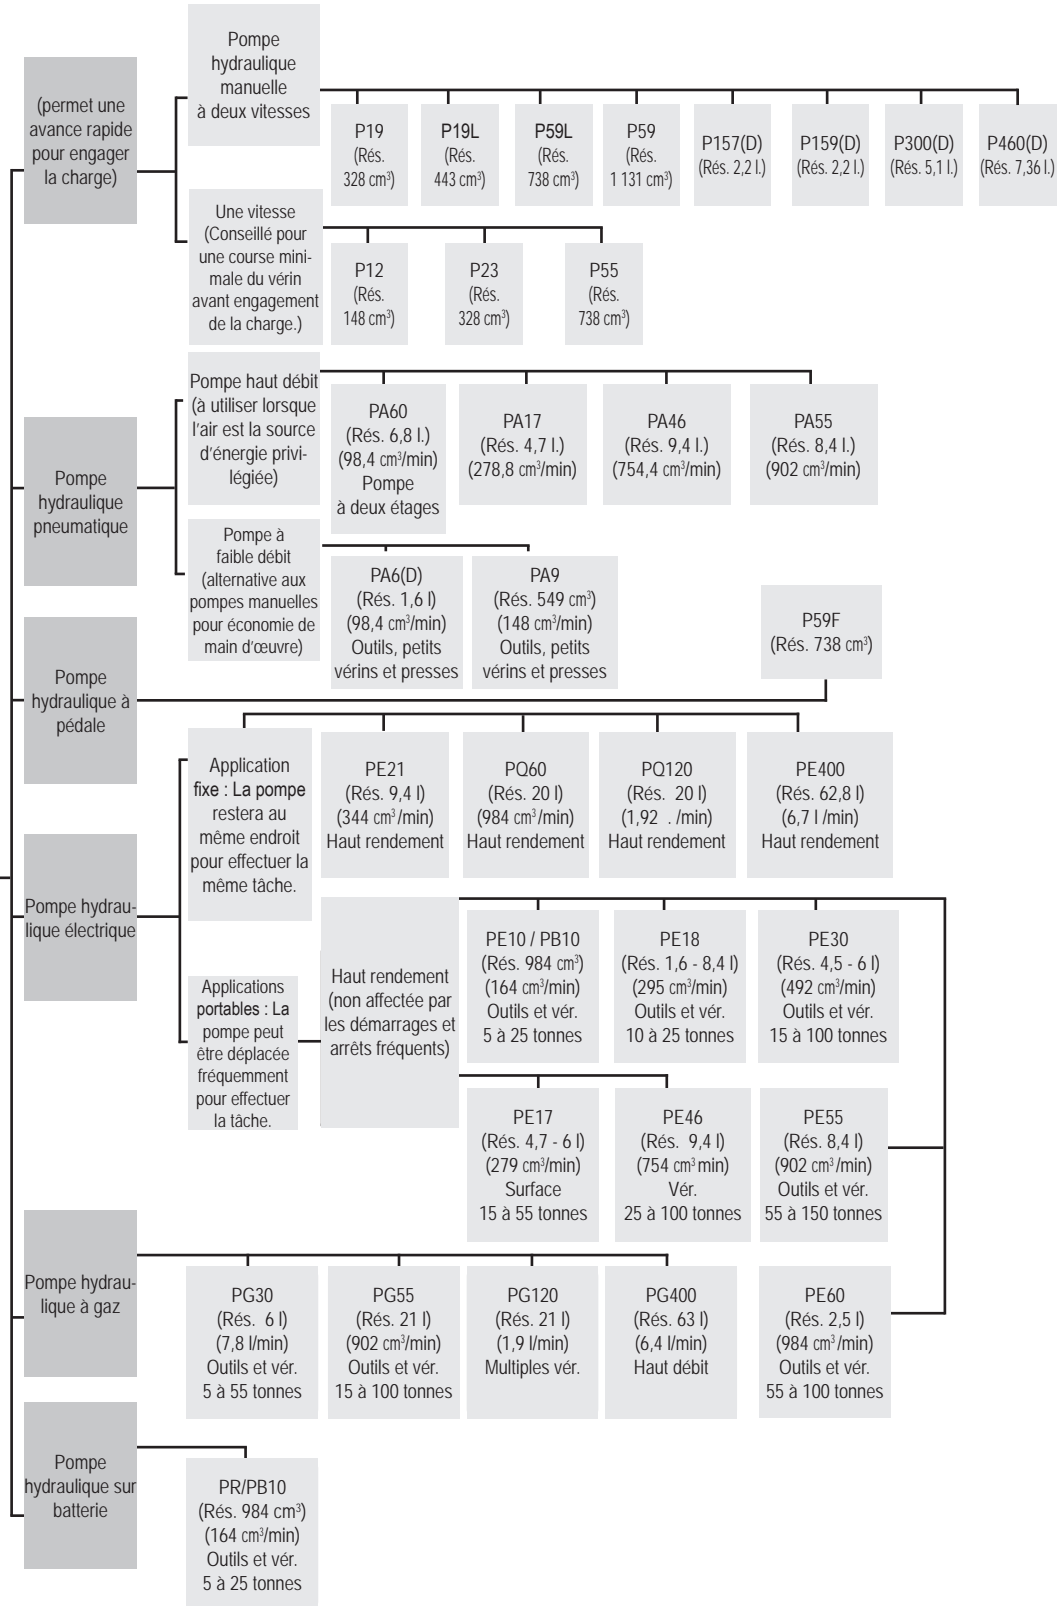 (permet une
avance rapide
pour engager
la charge)
Pompe
hydraulique
manuelle
à deux vitesses
P19
(Rés.
328 cm³)
P19L
(Rés.
443 cm³)
P59L
(Rés.
738 cm³)
P59
(Rés.
1 131 cm³)
P157(D)
(Rés. 2,2 l.)
P159(D)
(Rés. 2,2 l.)
P300(D)
(Rés. 5,1 l.)
P460(D)
(Rés. 7,36 l.)
Une vitesse
(Conseillé pour
une course mini-
male du vérin
avant engagement
de la charge.)
P12
(Rés.
148 cm³)
P23
(Rés.
328 cm³)
P55
(Rés.
738 cm³)
Pompe
hydraulique
pneumatique
Pompe haut débit
(à utiliser lorsque
l'air est la source
d'énergie privi-
légiée)
PA60
(Rés. 6,8 l.)
(98,4 cm³/min)
Pompe
à deux étages
PA17
(Rés. 4,7 l.)
(278,8 cm³/min)
PA46
(Rés. 9,4 l.)
(754,4 cm³/min)
PA55
(Rés. 8,4 l.)
(902 cm³/min)
Pompe à
faible débit
(alternative aux
pompes manuelles
pour économie de
main d'œuvre)
PA6(D)
(Rés. 1,6 l)
(98,4 cm³/min)
Outils, petits
vérins et presses
PA9
(Rés. 549 cm³)
(148 cm³/min)
Outils, petits
vérins et presses
Pompe
hydraulique à
pédale
P59F
(Rés. 738 cm³)
Pompe hydrau-
lique électrique
Application
fixe : La pompe
restera au
même endroit
pour effectuer la
même tâche.
PE21
(Rés. 9,4 l)
(344 cm³/min)
Haut rendement
PQ60
(Rés. 20 l)
(984 cm³/min)
Haut rendement
PQ120
(Rés. 20 l)
(1,92 . /min)
Haut rendement
PE400
(Rés. 62,8 l)
(6,7 l /min)
Haut rendement
Applications
portables : La
pompe peut
être déplacée
fréquemment
pour effectuer
la tâche.
Haut rendement
(non affectée par
les démarrages et
arrêts fréquents)
PE10 / PB10
(Rés. 984 cm³)
(164 cm³/min)
Outils et vér.
5 à 25 tonnes
PE18
(Rés. 1,6 - 8,4 l)
(295 cm³/min)
Outils et vér.
10 à 25 tonnes
PE30
(Rés. 4,5 - 6 l)
(492 cm³/min)
Outils et vér.
15 à 100 tonnes
PE17
(Rés. 4,7 - 6 l)
(279 cm³/min)
Surface
15 à 55 tonnes
PE46
(Rés. 9,4 l)
(754 cm³ min)
Vér.
25 à 100 tonnes
PE55
(Rés. 8,4 l)
(902 cm³/min)
Outils et vér.
55 à 150 tonnes
Pompe hydrau-
lique à gaz
PG30
(Rés. 6 l)
(7,8 l/min)
Outils et vér.
5 à 55 tonnes
PG55
(Rés. 21 l)
(902 cm³/min)
Outils et vér.
15 à 100 tonnes
PG120
(Rés. 21 l)
(1,9 l/min)
Multiples vér.
PG400
(Rés. 63 l)
(6,4 l/min)
Haut débit
PE60
(Rés. 2,5 l)
(984 cm³/min)
Outils et vér.
55 à 100 tonnes
Pompe
hydraulique sur
batterie
PR/PB10
(Rés. 984 cm³)
(164 cm³/min)
Outils et vér.
5 à 25 tonnes